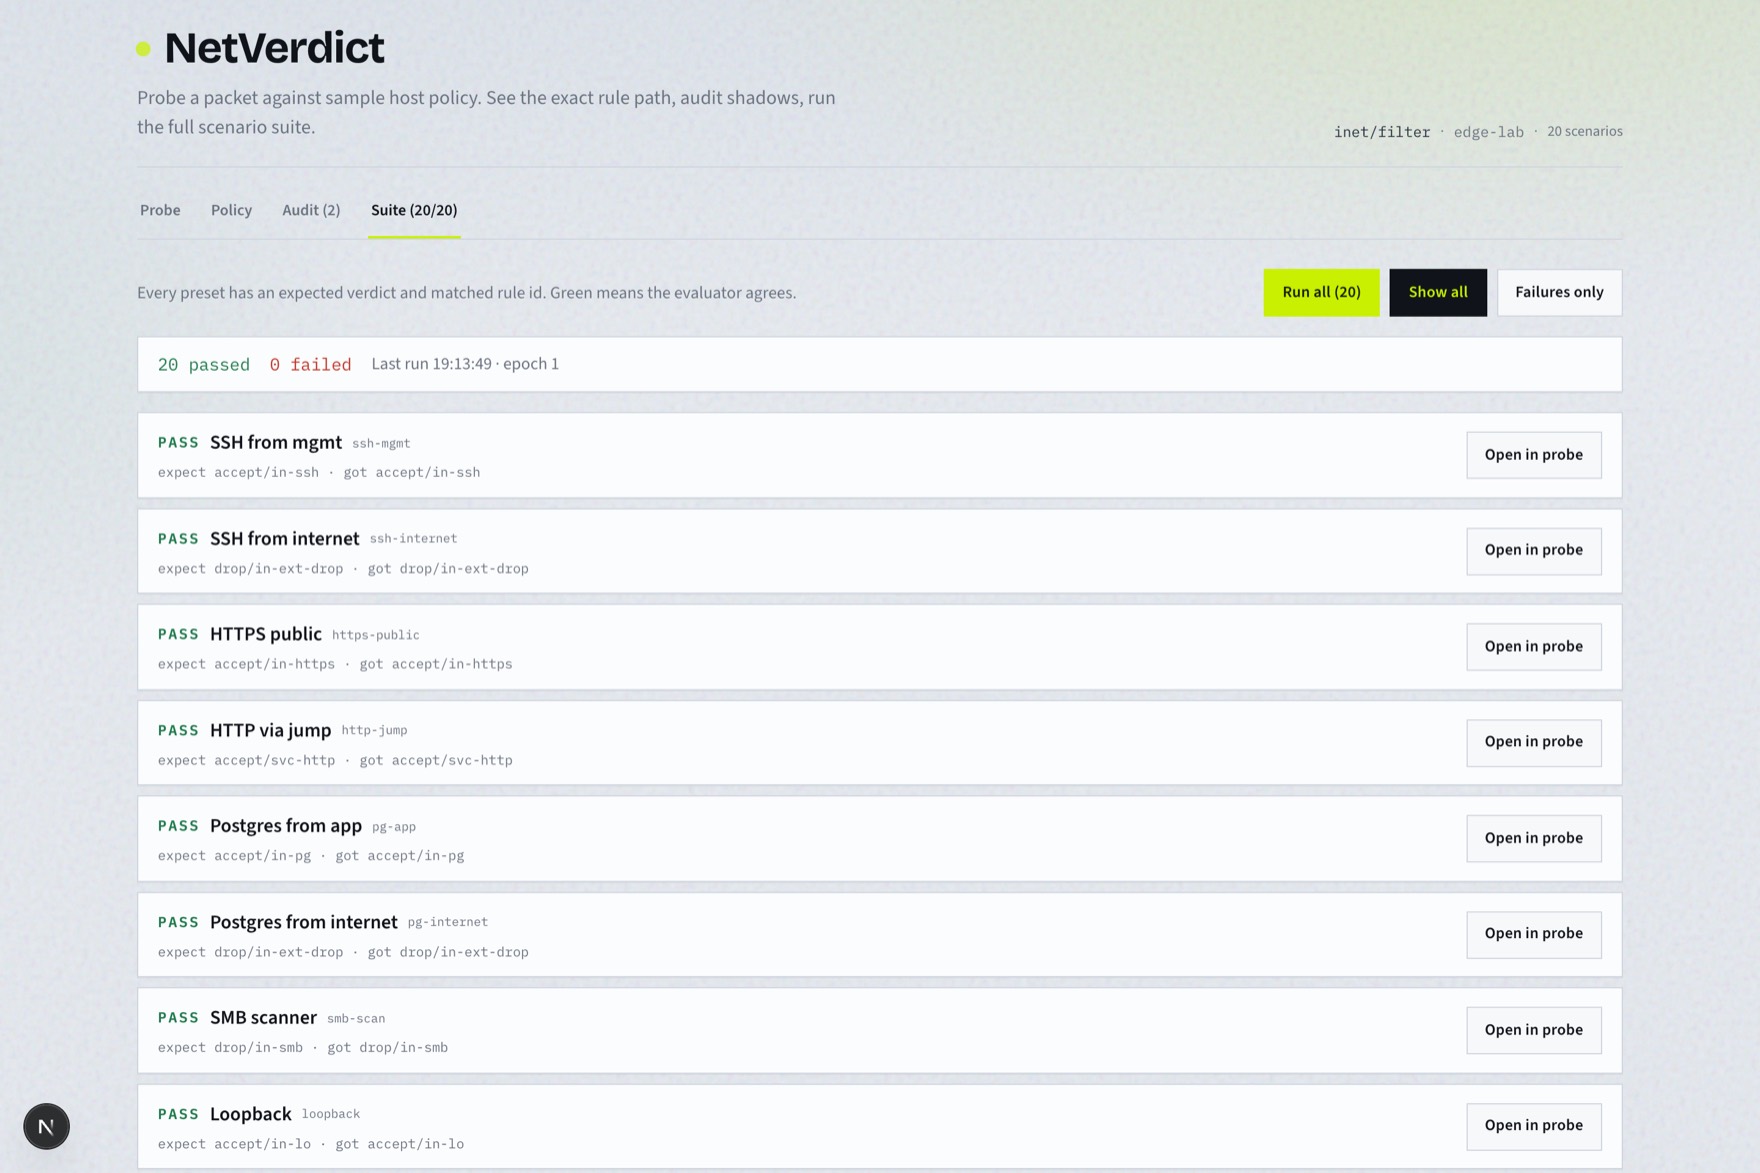 NetVerdict
Probe a packet against sample host policy. See the exact rule path, audit shadows, run
the full scenario suite.
inet/filter · edge-lab · 20 scenarios
Probe Policy Audit (2) Suite (20/20)
Every preset has an expected verdict and matched rule id. Green means the evaluator agrees.
Run all (20) Show all Failures only
20 passed 0 failed Last run 19:13:49 · epoch 1
PASS SSH from mgmt ssh-mgmt
expect accept/in-ssh · got accept/in-ssh
Open in probe
PASS SSH from internet ssh-internet
expect drop/in-ext-drop · got drop/in-ext-drop
Open in probe
PASS HTTPS public https-public
expect accept/in-https · got accept/in-https
Open in probe
PASS HTTP via jump http-jump
expect accept/svc-http · got accept/svc-http
Open in probe
PASS Postgres from app pg-app
expect accept/in-pg · got accept/in-pg
Open in probe
PASS Postgres from internet pg-internet
expect drop/in-ext-drop · got drop/in-ext-drop
Open in probe
PASS SMB scanner smb-scan
expect drop/in-smb · got drop/in-smb
Open in probe
PASS Loopback loopback
expect accept/in-lo · got accept/in-lo
Open in probe
N